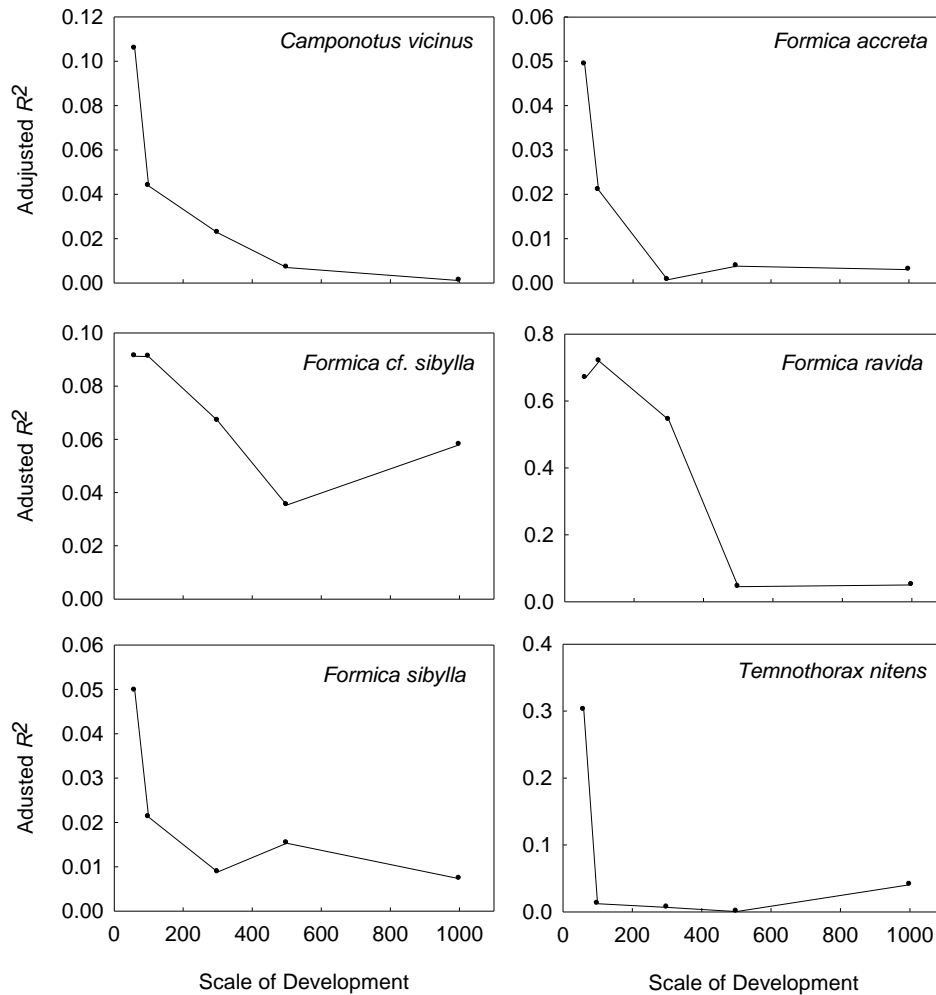 Camponotus vicinus
Adujusted R2
0.12
0.10
0.08
0.06
0.04
0.02
0.00
Formica accreta
0.06
0.05
0.04
0.03
0.02
0.01
0.00
Formica cf. sibylla
Adusted R2
0.10
0.08
0.06
0.04
0.02
0.00
Formica ravida
0.8
0.6
0.4
0.2
0.0
Formica sibylla
Adusted R2
0.06
0.05
0.04
0.03
0.02
0.01
0.00
0 200 400 600 800 1000
Scale of Development
Temnothorax nitens
0.4
0.3
0.2
0.1
0.0
0 200 400 600 800 1000
Scale of Development